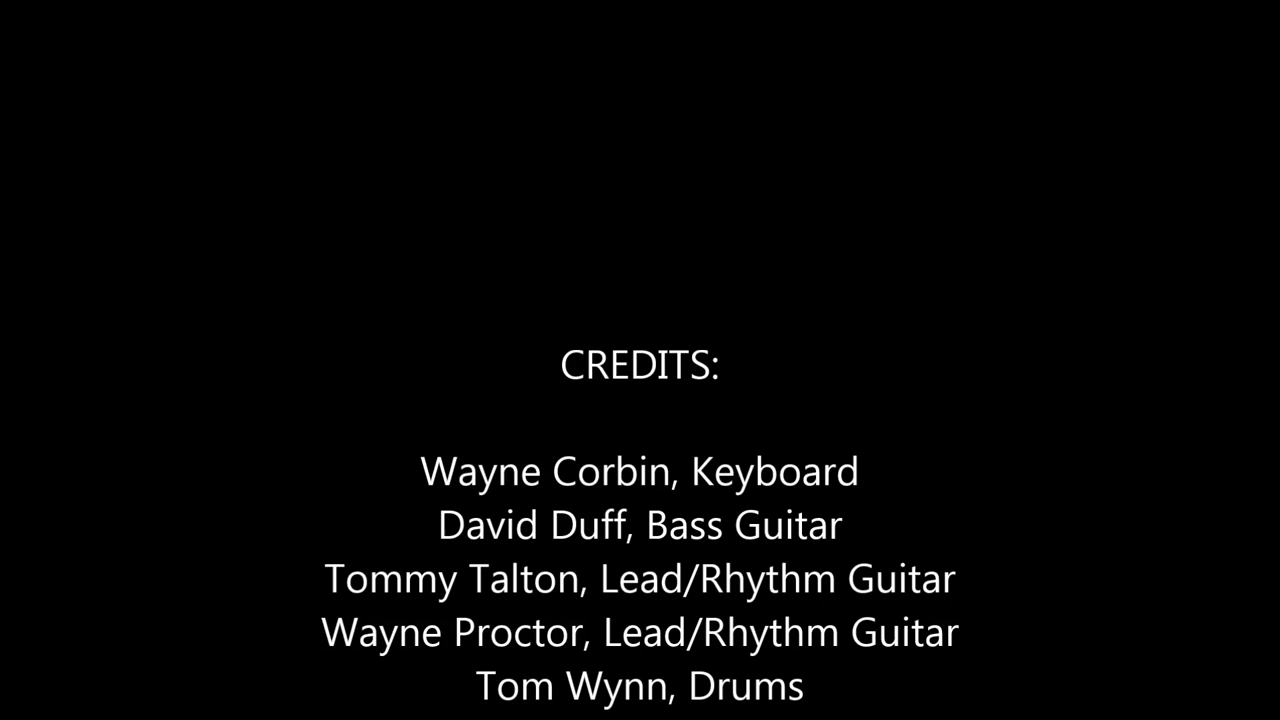 CREDITS:
Wayne Corbin, Keyboard
David Duff, Bass Guitar
Tommy Talton, Lead/Rhythm Guitar
Wayne Proctor, Lead/Rhythm Guitar
Tom Wynn, Drums